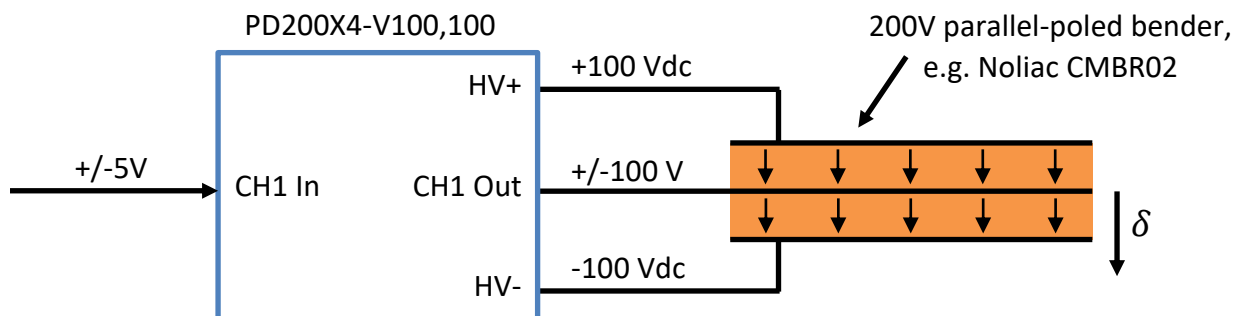 PD200X4-V100,100
200V parallel-poled bender,
e.g. Noliac CMBR02
+100 Vdc
HV+
+/-5V
CH1 In
CH1 Out
+/-100 V
δ
-100 Vdc
HV-